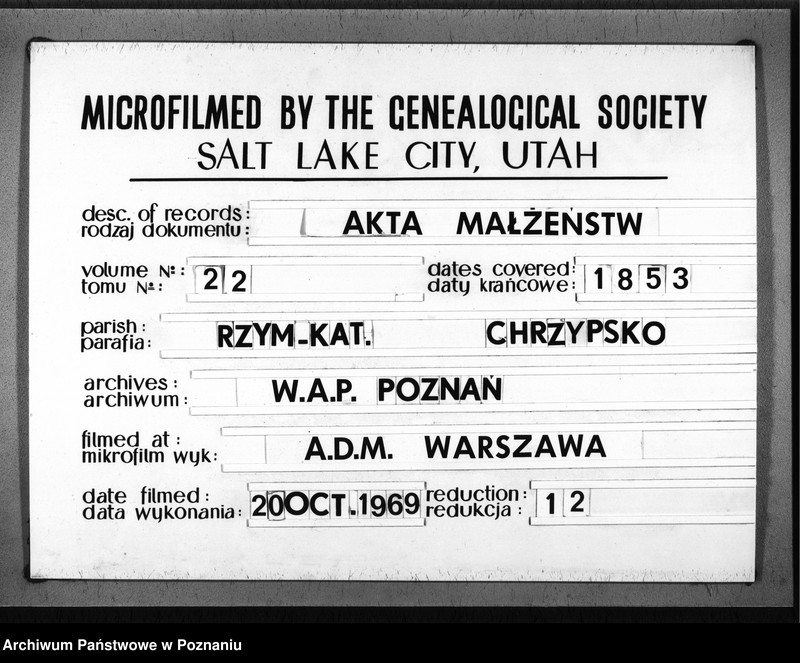 MICROFILMED BY THE GENEALOGICAL SOCIETY
SALT LAKE CITY, UTAH
desc. of records: AKTA MAŁŻEŃSTW
rodzaj dokumentu:
volume №: 22 dates covered: 1853
tomu №: daty krańcowe:
parish: RZYM-KAT. CHRZYPSKO
parafia:
archives: W.A.P. POZNAŃ
archiwum:
filmed at: A.D.M. WARSZAWA
mikrofilm wyk:
date filmed: 20 OCT. 1969 reduction: 12
data wykonania: redukcja:
Archiwum Państwowe w Poznaniu